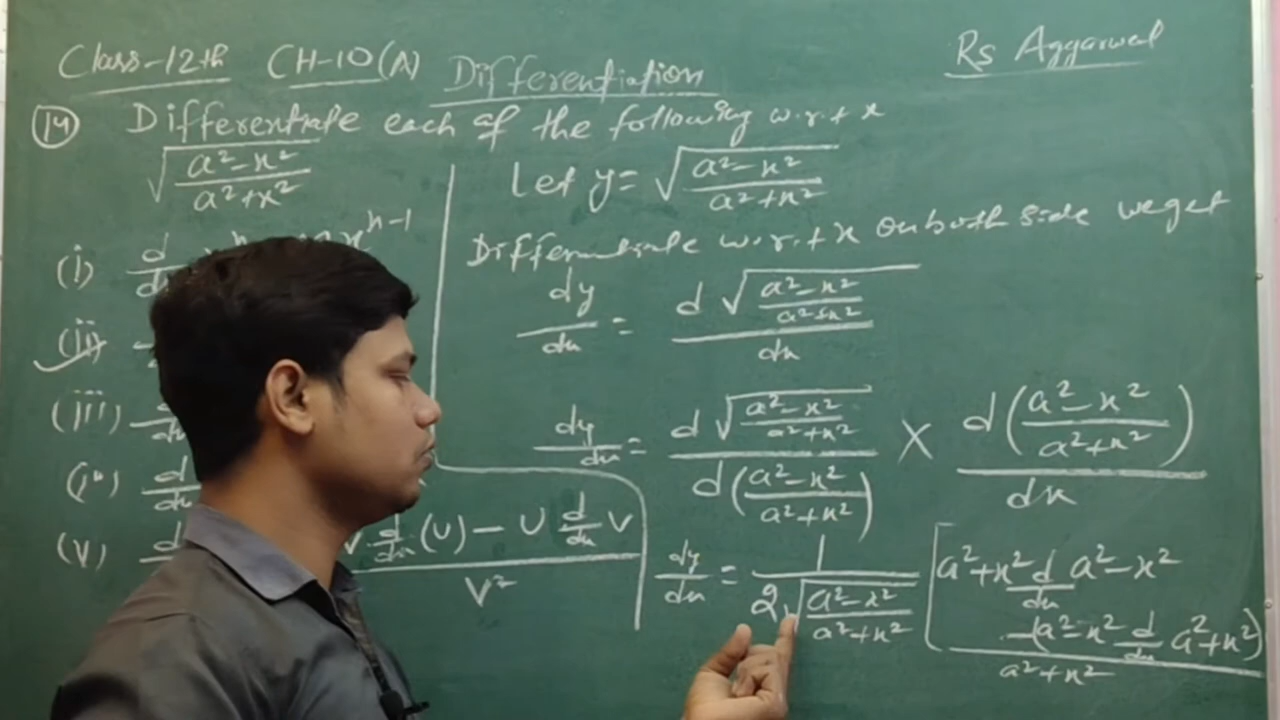 Class-12th CH-10(A) Differentiation Rs Aggarwal
(14) Differentiate each of the following w.r.t x
√((a²-x²)/(a²+x²))
Let y = √((a²-x²)/(a²+x²))
Differentiate w.r.t x on both side we get
dy/dx = d√((a²-x²)/(a²+x²))/dx
dy/dx = d√((a²-x²)/(a²+x²))/d((a²-x²)/(a²+x²)) × d((a²-x²)/(a²+x²))/dx
dy/dx = 1/(2√((a²-x²)/(a²+x²))) [a²+x² d/dx a²-x² -(a²-x² d/dx a²+x²)/(a²+x²)
(i) d/dx x^(n-1)
(ii)
(iii) d/dx
(iv) d/dx
(v) d/dx
V d/dx (U) - U d/dx V / V²